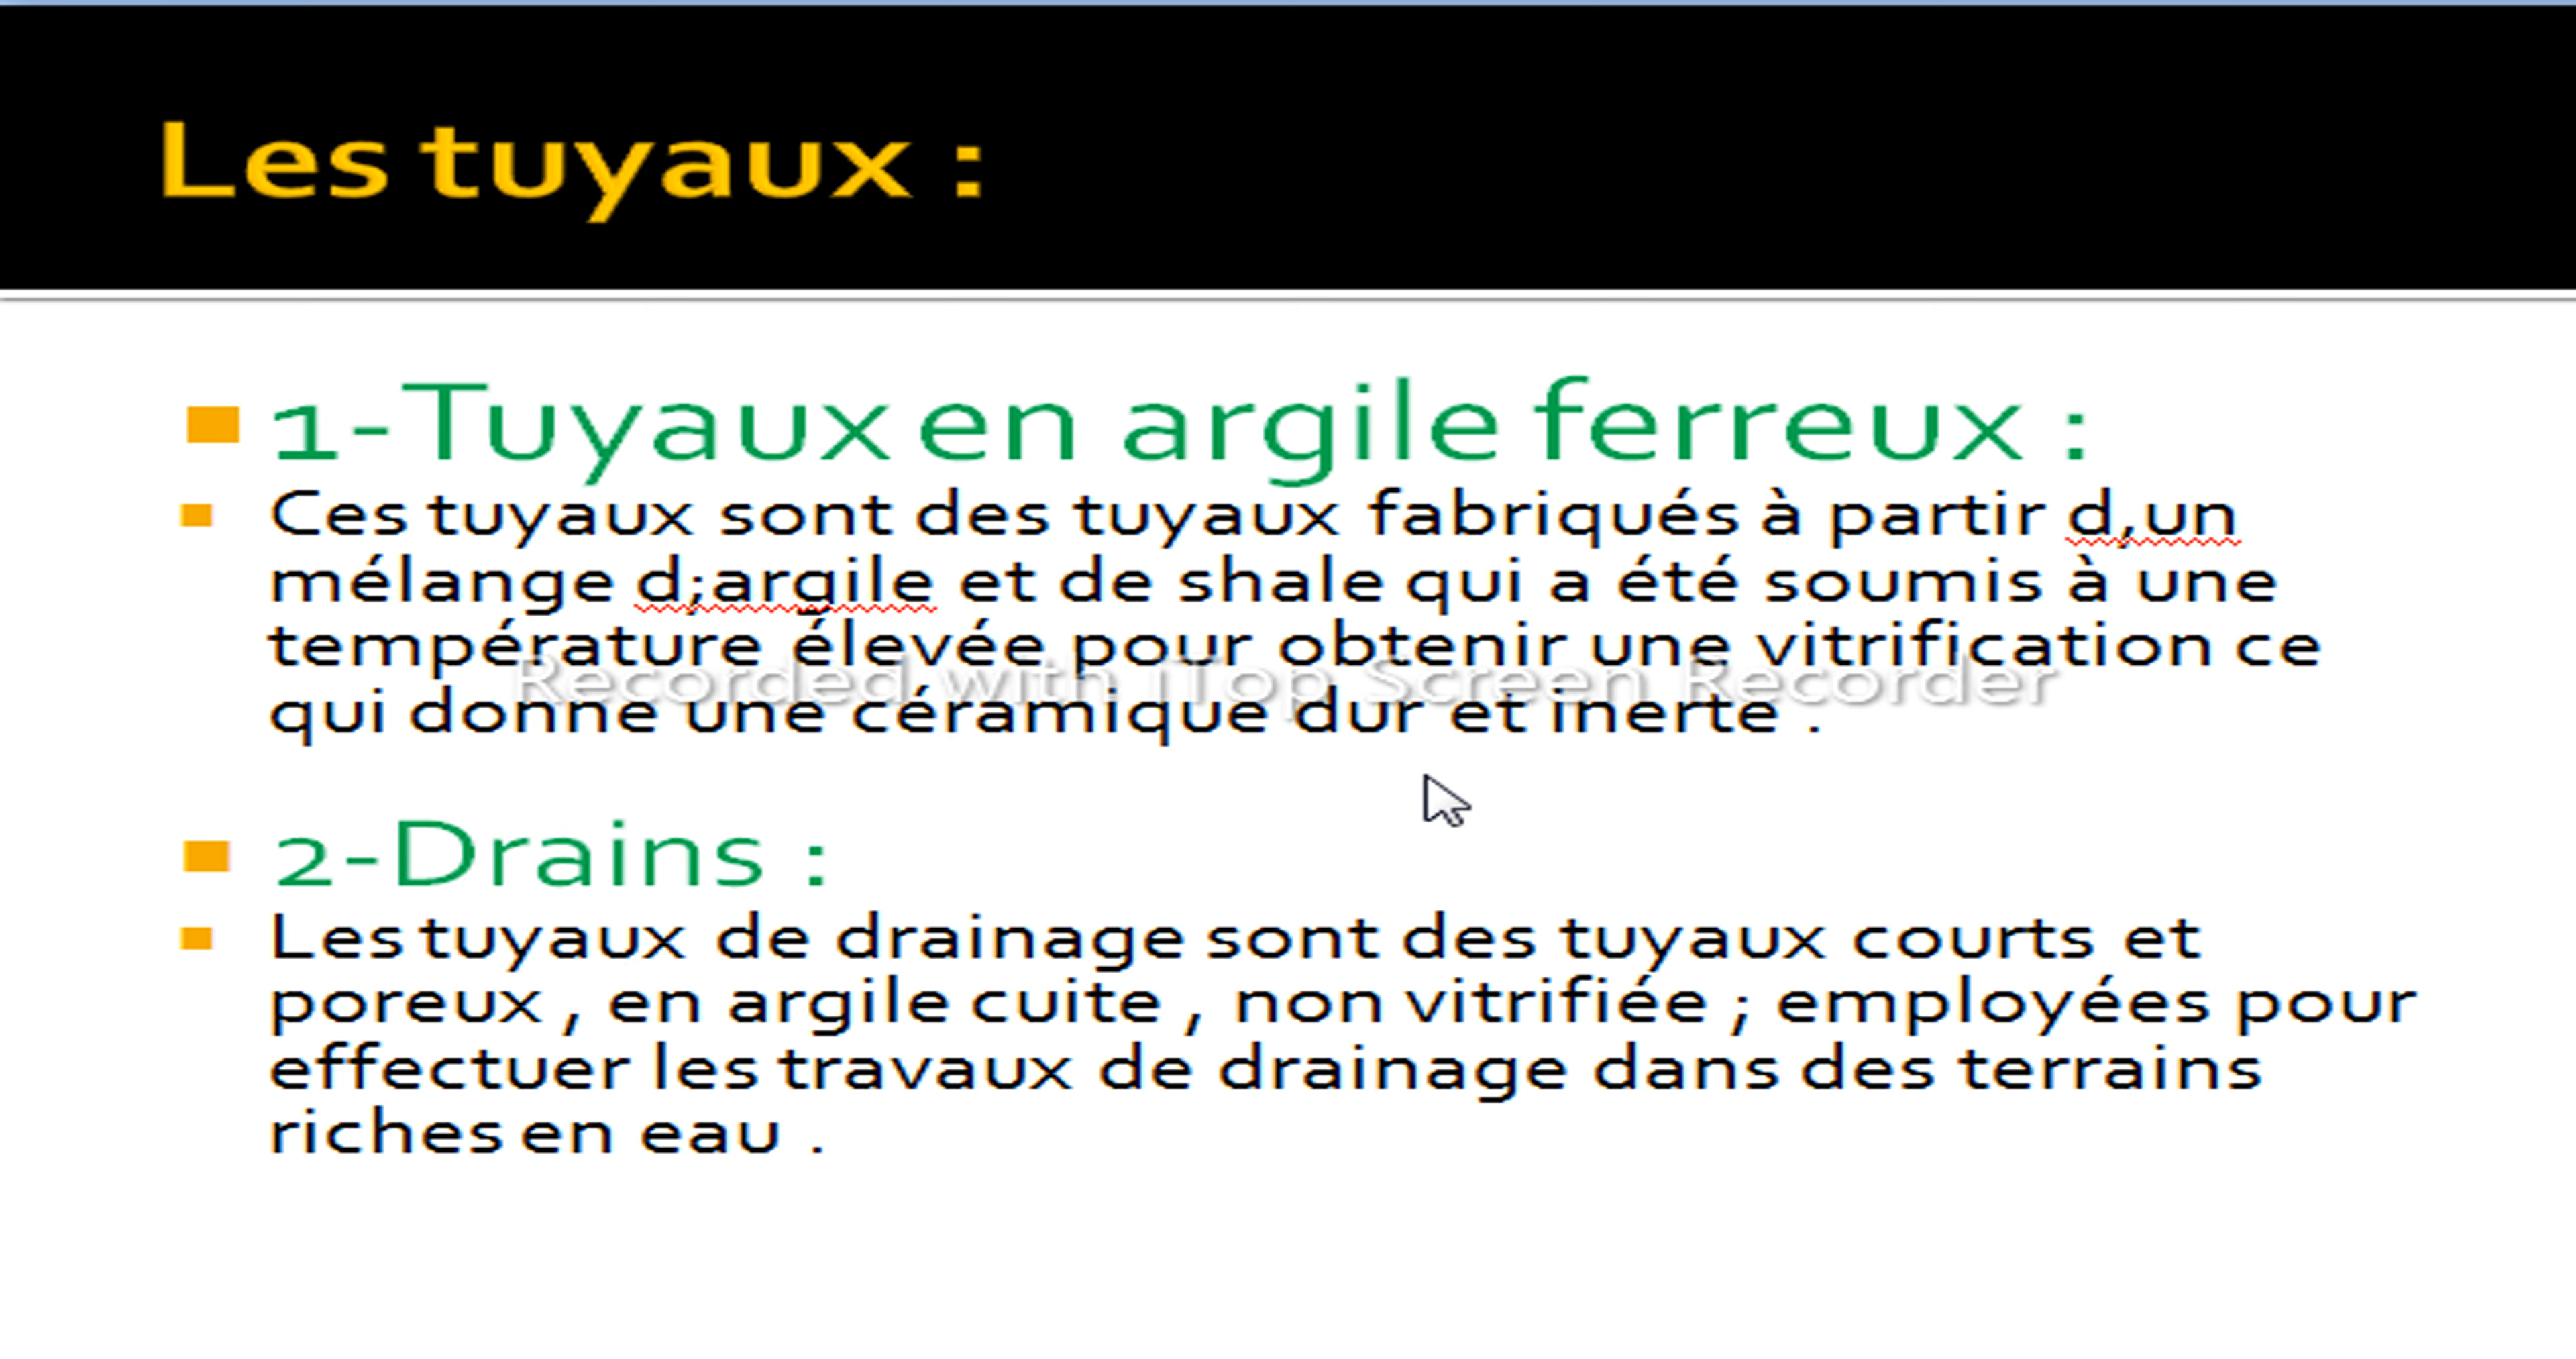 Les tuyaux :
1-Tuyaux en argile ferreux :
Ces tuyaux sont des tuyaux fabriqués à partir d,un
mélange d;argile et de shale qui a été soumis à une
température élevée pour obtenir une vitrification ce
Recorded with iTop Screen Recorder
qui donne une céramique dur et inerte .
2-Drains :
Les tuyaux de drainage sont des tuyaux courts et
poreux , en argile cuite , non vitrifiée ; employées pour
effectuer les travaux de drainage dans des terrains
riches en eau .